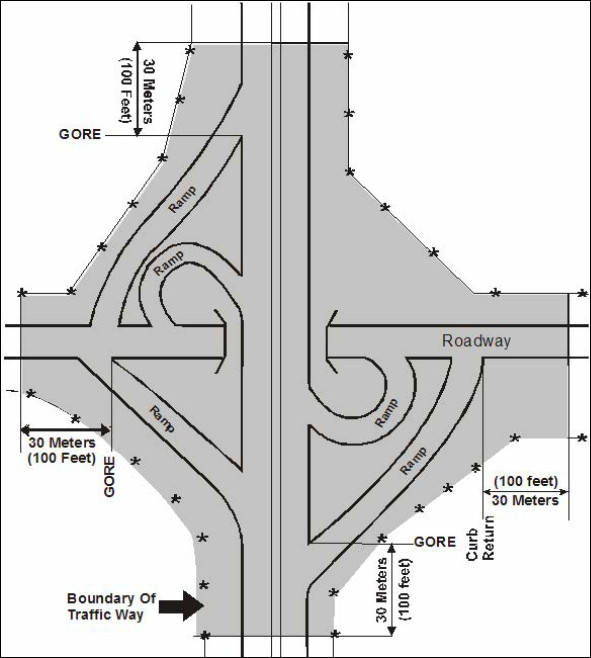 30 Meters
(100 Feet)
GORE
Ramp
Ramp
Roadway
Ramp
Ramp
Ramp
30 Meters
(100 Feet)
GORE
(100 feet)
30 Meters
Curb
Return
GORE
30 Meters
(100 feet)
Boundary Of
Traffic Way